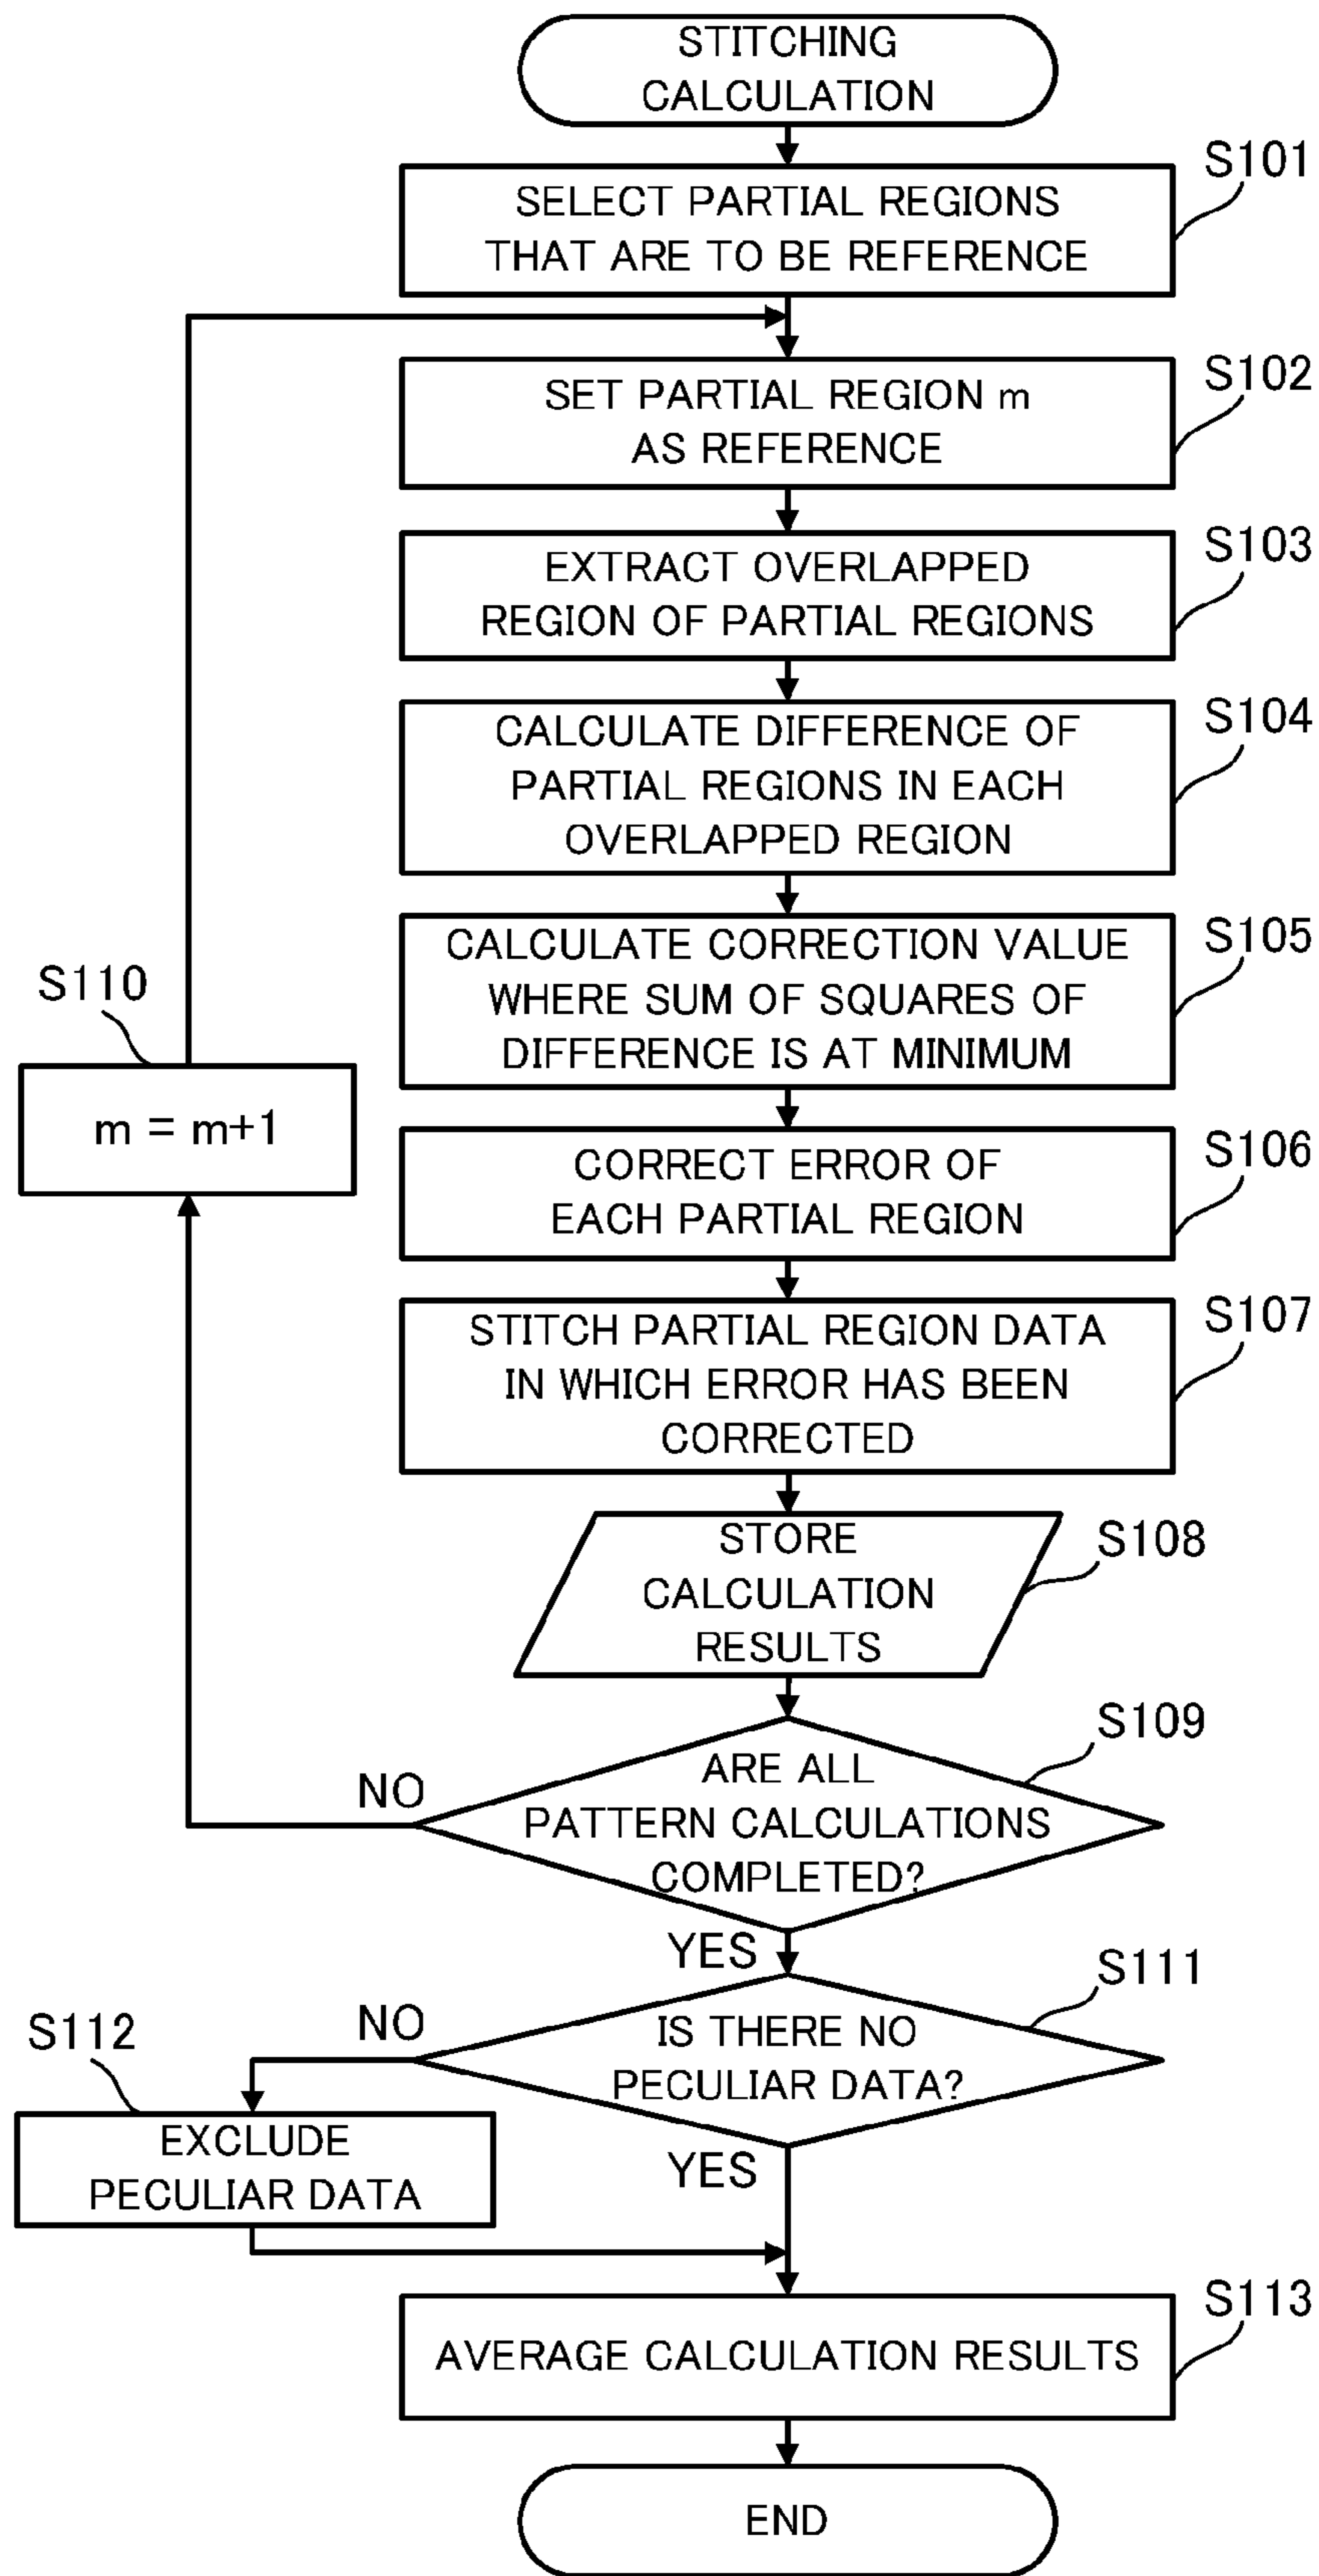 STITCHING
CALCULATION
S101
SELECT PARTIAL REGIONS
THAT ARE TO BE REFERENCE
S102
SET PARTIAL REGION m
AS REFERENCE
S103
EXTRACT OVERLAPPED
REGION OF PARTIAL REGIONS
S104
CALCULATE DIFFERENCE OF
PARTIAL REGIONS IN EACH
OVERLAPPED REGION
S105
CALCULATE CORRECTION VALUE
WHERE SUM OF SQUARES OF
DIFFERENCE IS AT MINIMUM
S110
m = m+1
S106
CORRECT ERROR OF
EACH PARTIAL REGION
S107
STITCH PARTIAL REGION DATA
IN WHICH ERROR HAS BEEN
CORRECTED
S108
STORE
CALCULATION
RESULTS
S109
ARE ALL
PATTERN CALCULATIONS
COMPLETED?
NO
YES
S111
IS THERE NO
PECULIAR DATA?
NO
S112
EXCLUDE
PECULIAR DATA
YES
S113
AVERAGE CALCULATION RESULTS
END